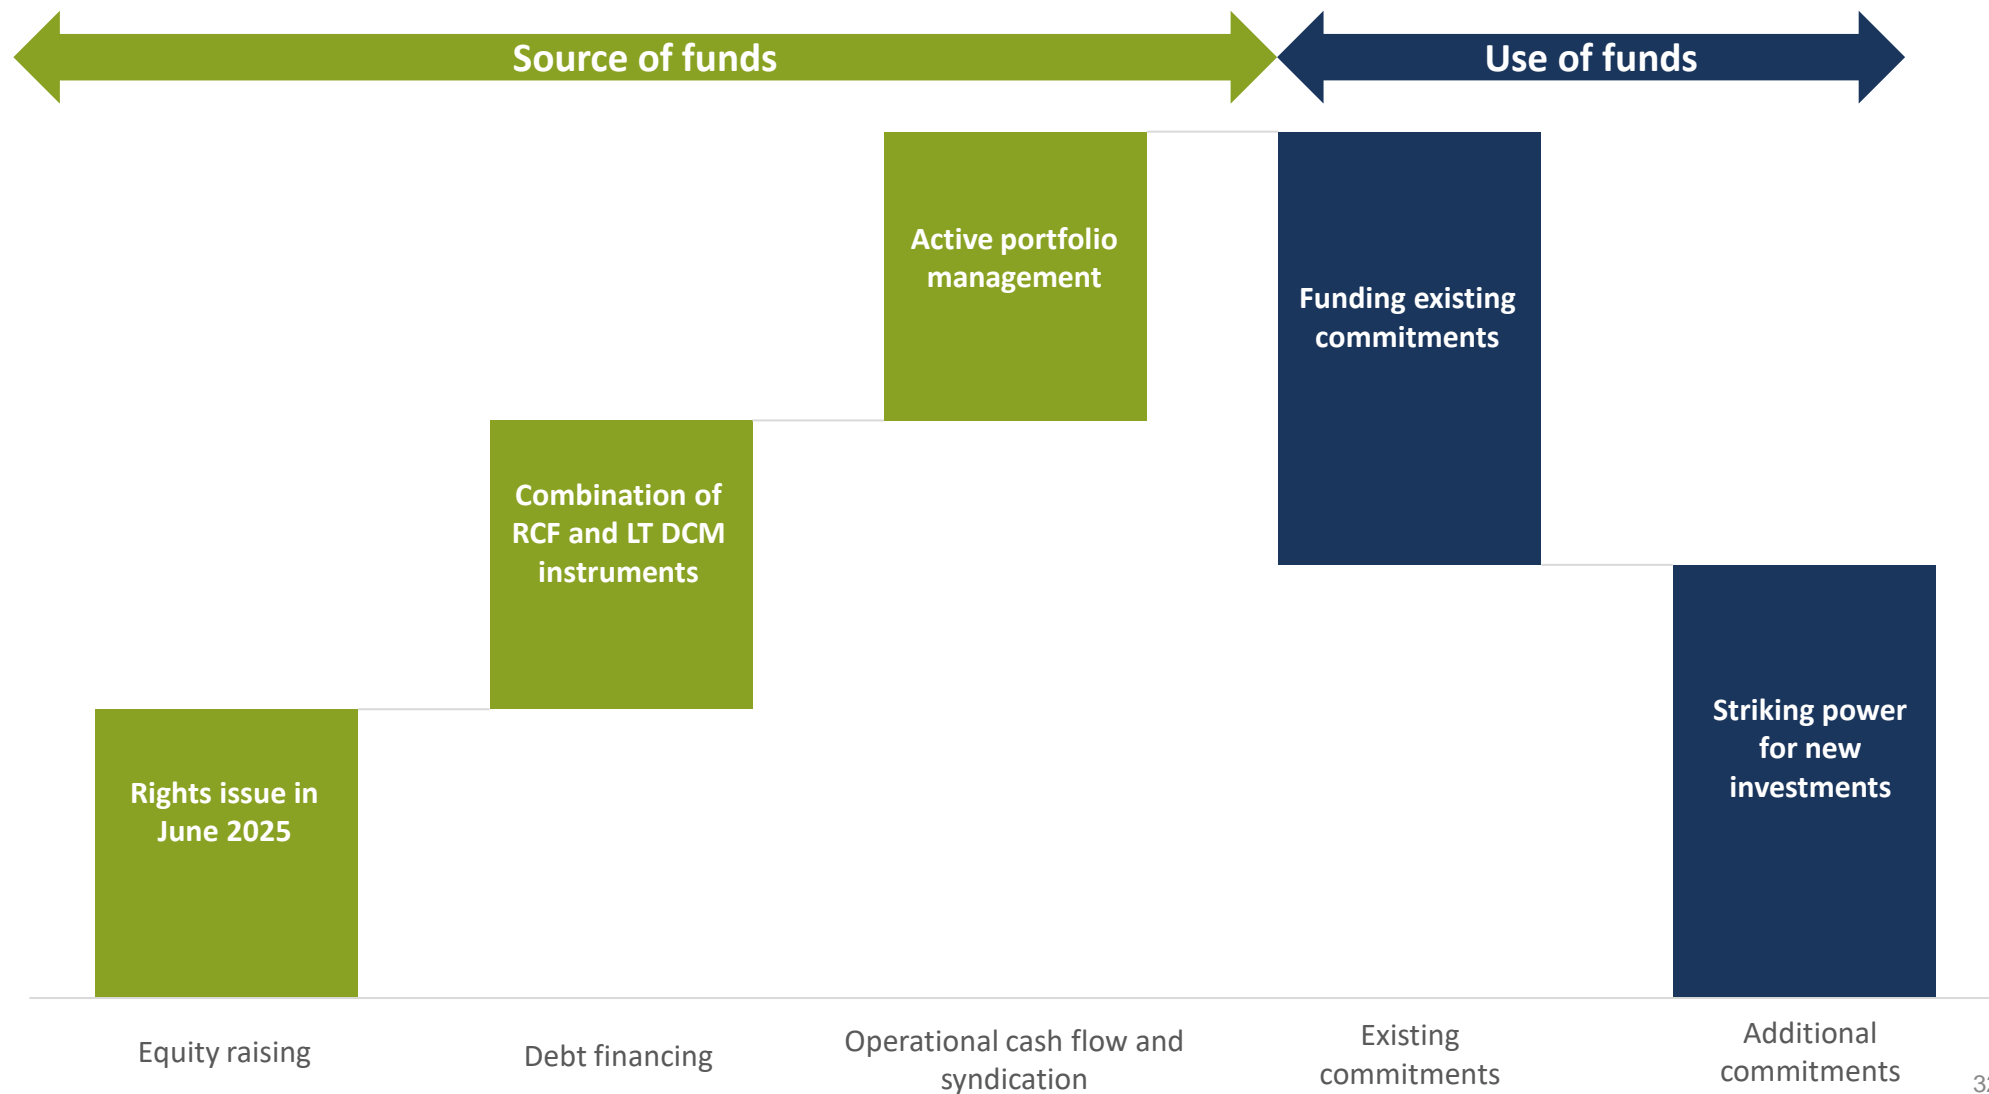 Source of funds
Use of funds
Active portfolio
management
Funding existing
commitments
Combination of
RCF and LT DCM
instruments
Striking power
for new
investments
Rights issue in
June 2025
Equity raising
Debt financing
Operational cash flow and
syndication
Existing
commitments
Additional
commitments
32